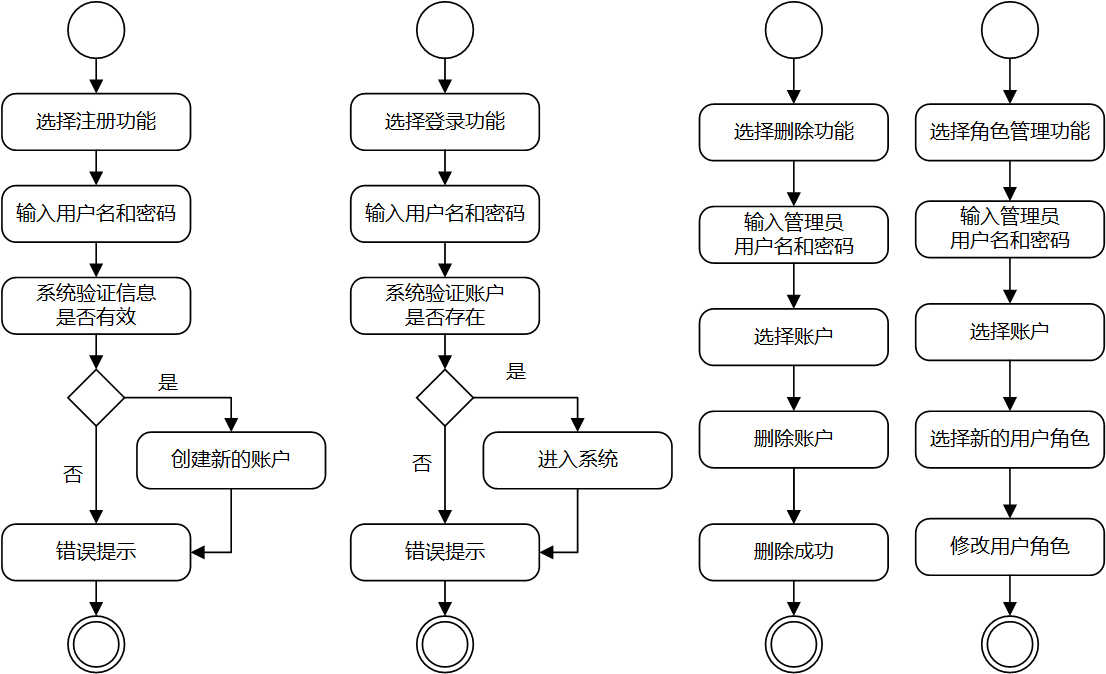 选择注册功能
输入用户名和密码
系统验证信息
是否有效
是
创建新的账户
否
错误提示
选择登录功能
输入用户名和密码
系统验证账户
是否存在
是
进入系统
否
错误提示
选择删除功能
输入管理员
用户名和密码
选择账户
删除账户
删除成功
选择角色管理功能
输入管理员
用户名和密码
选择账户
选择新的用户角色
修改用户角色